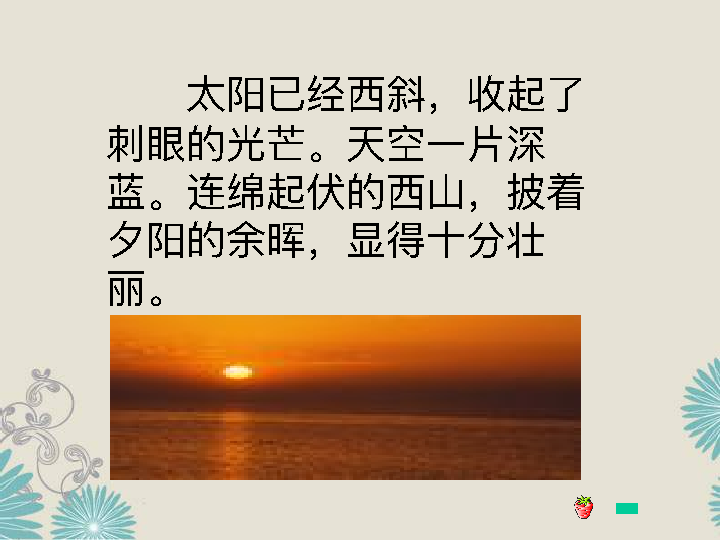 太阳已经西斜，收起了
刺眼的光芒。天空一片深
蓝。连绵起伏的西山，披着
夕阳的余晖，显得十分壮
丽。